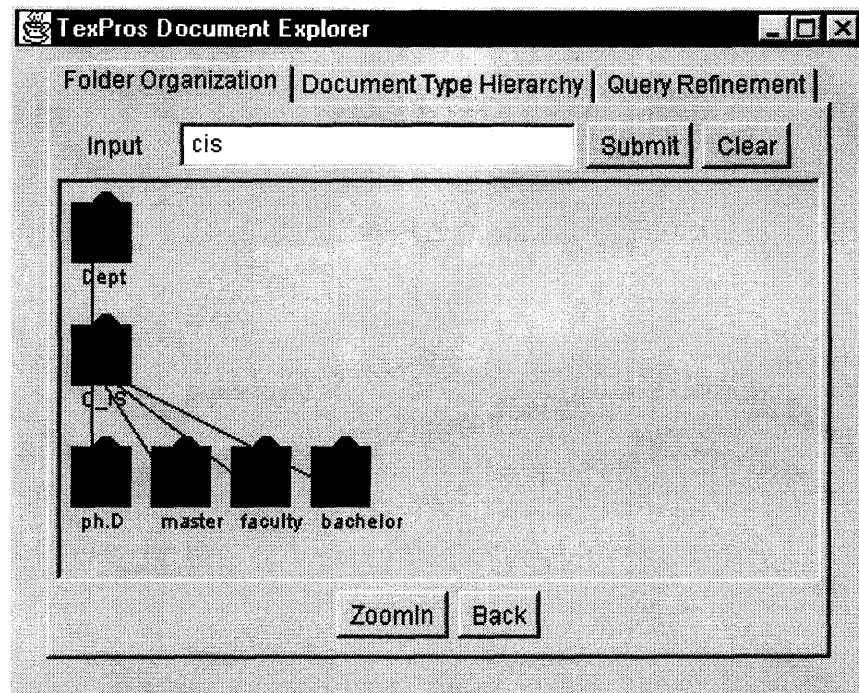 TexPros Document Explorer
Folder Organization Document Type Hierarchy Query Refinement
Input cis Submit Clear
Dept
C_IS
ph.D master faculty bachelor
ZoomIn Back